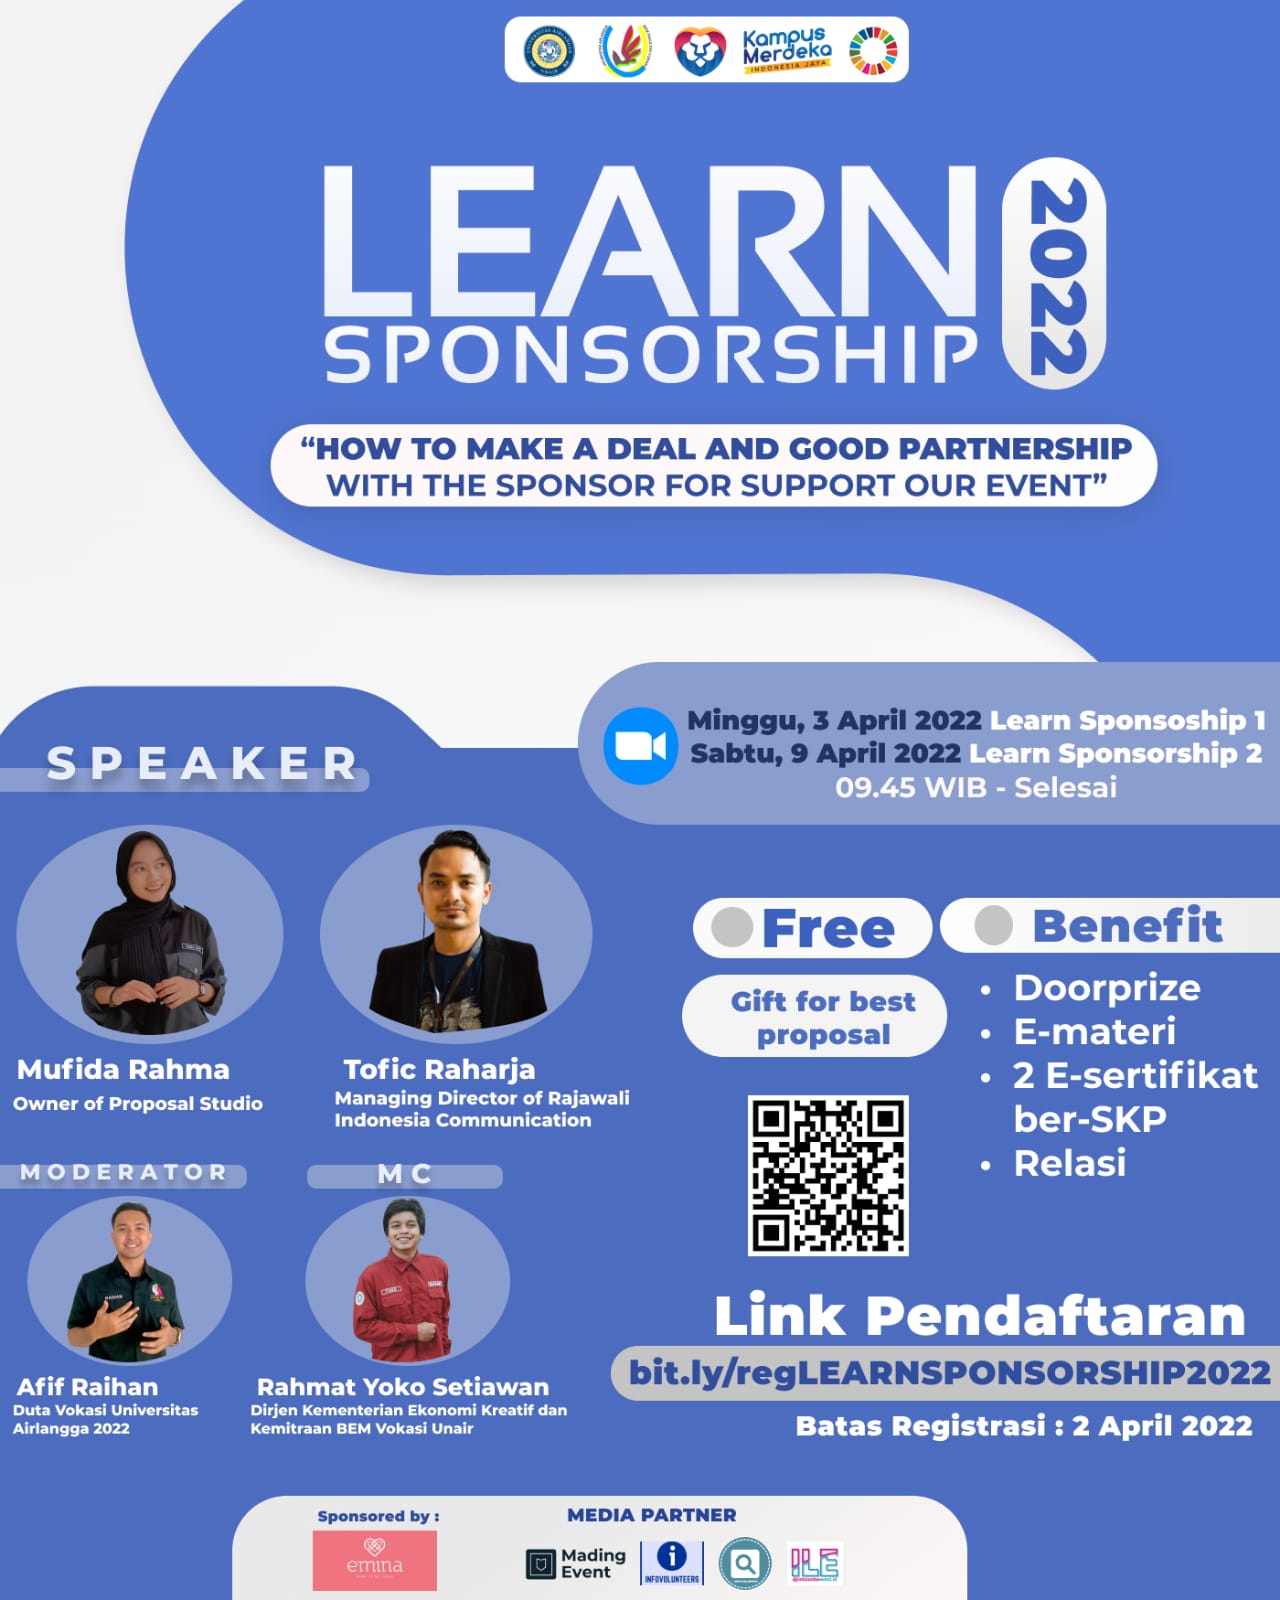 UNIVERSITAS AIRLANGGA
Kampus
Merdeka
INDONESIA JAYA
LEARN
SPONSORSHIP
2022
“HOW TO MAKE A DEAL AND GOOD PARTNERSHIP
WITH THE SPONSOR FOR SUPPORT OUR EVENT”
Minggu, 3 April 2022 Learn Sponsoship 1
Sabtu, 9 April 2022 Learn Sponsorship 2
09.45 WIB - Selesai
SPEAKER
Mufida Rahma
Owner of Proposal Studio
Tofic Raharja
Managing Director of Rajawali
Indonesia Communication
MODERATOR
Afif Raihan
Duta Vokasi Universitas
Airlangga 2022
MC
Rahmat Yoko Setiawan
Dirjen Kementerian Ekonomi Kreatif dan
Kemitraan BEM Vokasi Unair
Free
Gift for best
proposal
Benefit
• Doorprize
• E-materi
• 2 E-sertifikat
ber-SKP
• Relasi
Link Pendaftaran
bit.ly/regLEARNSPONSORSHIP2022
Batas Registrasi : 2 April 2022
Sponsored by :
emina
MEDIA PARTNER
Mading
Event
INFOVOLUNTEERS
ILE